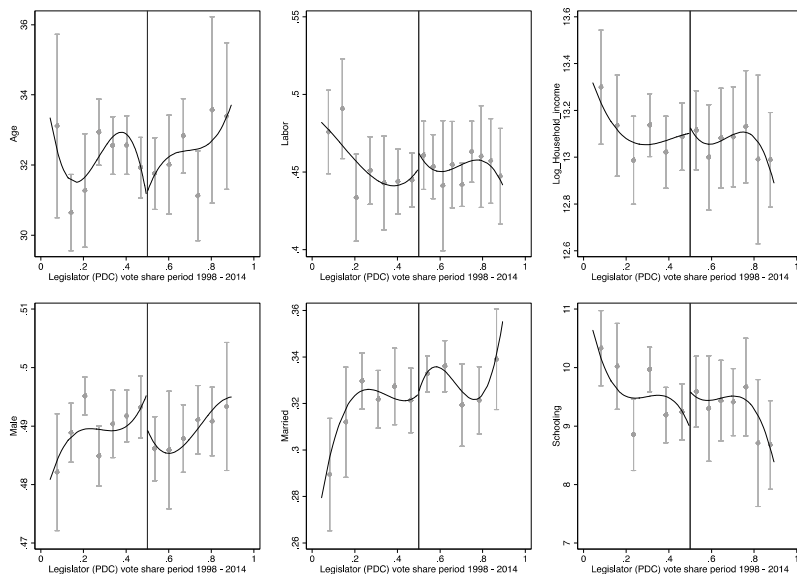 36
34
32
30
Age
0 .2 .4 .6 .8 1
Legislator (PDC) vote share period 1998 - 2014
.55
.5
.45
.4
Labor
0 .2 .4 .6 .8 1
Legislator (PDC) vote share period 1998 - 2014
13.6
13.4
13.2
13
12.8
12.6
Log_Household_income
0 .2 .4 .6 .8 1
Legislator (PDC) vote share period 1998 - 2014
.51
.5
.49
.48
.47
Male
0 .2 .4 .6 .8 1
Legislator (PDC) vote share period 1998 - 2014
.36
.34
.32
.3
.28
.26
Married
0 .2 .4 .6 .8 1
Legislator (PDC) vote share period 1998 - 2014
11
10
9
8
7
Schooling
0 .2 .4 .6 .8 1
Legislator (PDC) vote share period 1998 - 2014